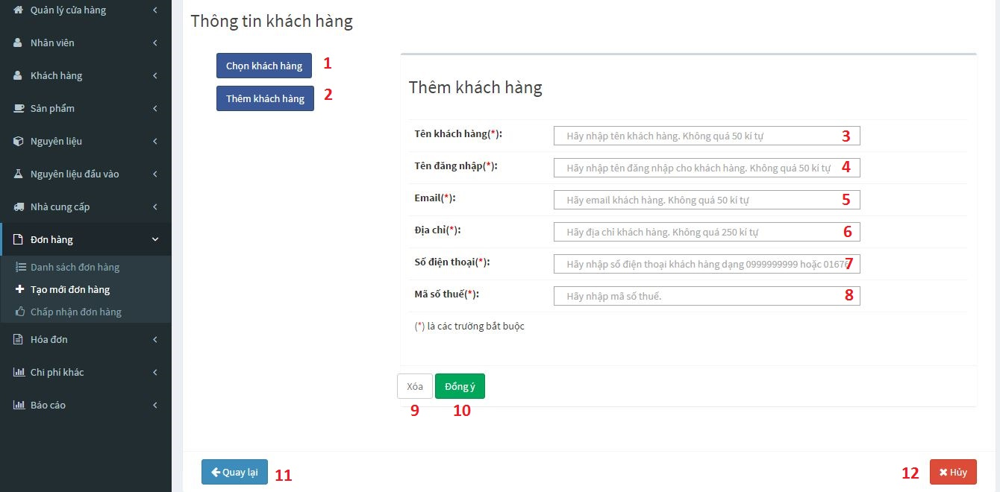 Quản lý cửa hàng
Nhân viên
Khách hàng
Sản phẩm
Nguyên liệu
Nguyên liệu đầu vào
Nhà cung cấp
Đơn hàng
Danh sách đơn hàng
Tạo mới đơn hàng
Chấp nhận đơn hàng
Hóa đơn
Chi phí khác
Báo cáo
Thông tin khách hàng
Chọn khách hàng 1
Thêm khách hàng 2
Thêm khách hàng
Tên khách hàng(*): Hãy nhập tên khách hàng. Không quá 50 kí tự 3
Tên đăng nhập(*): Hãy nhập tên đăng nhập cho khách hàng. Không quá 50 kí tự 4
Email(*): Hãy email khách hàng. Không quá 50 kí tự 5
Địa chỉ(*): Hãy địa chỉ khách hàng. Không quá 250 kí tự 6
Số điện thoại(*): Hãy nhập số điện thoại khách hàng dạng 0999999999 hoặc 0167 7
Mã số thuế(*): Hãy nhập mã số thuế. 8
(*) là các trường bắt buộc
Xóa Đồng ý
9 10
Quay lại 11 12 Hủy